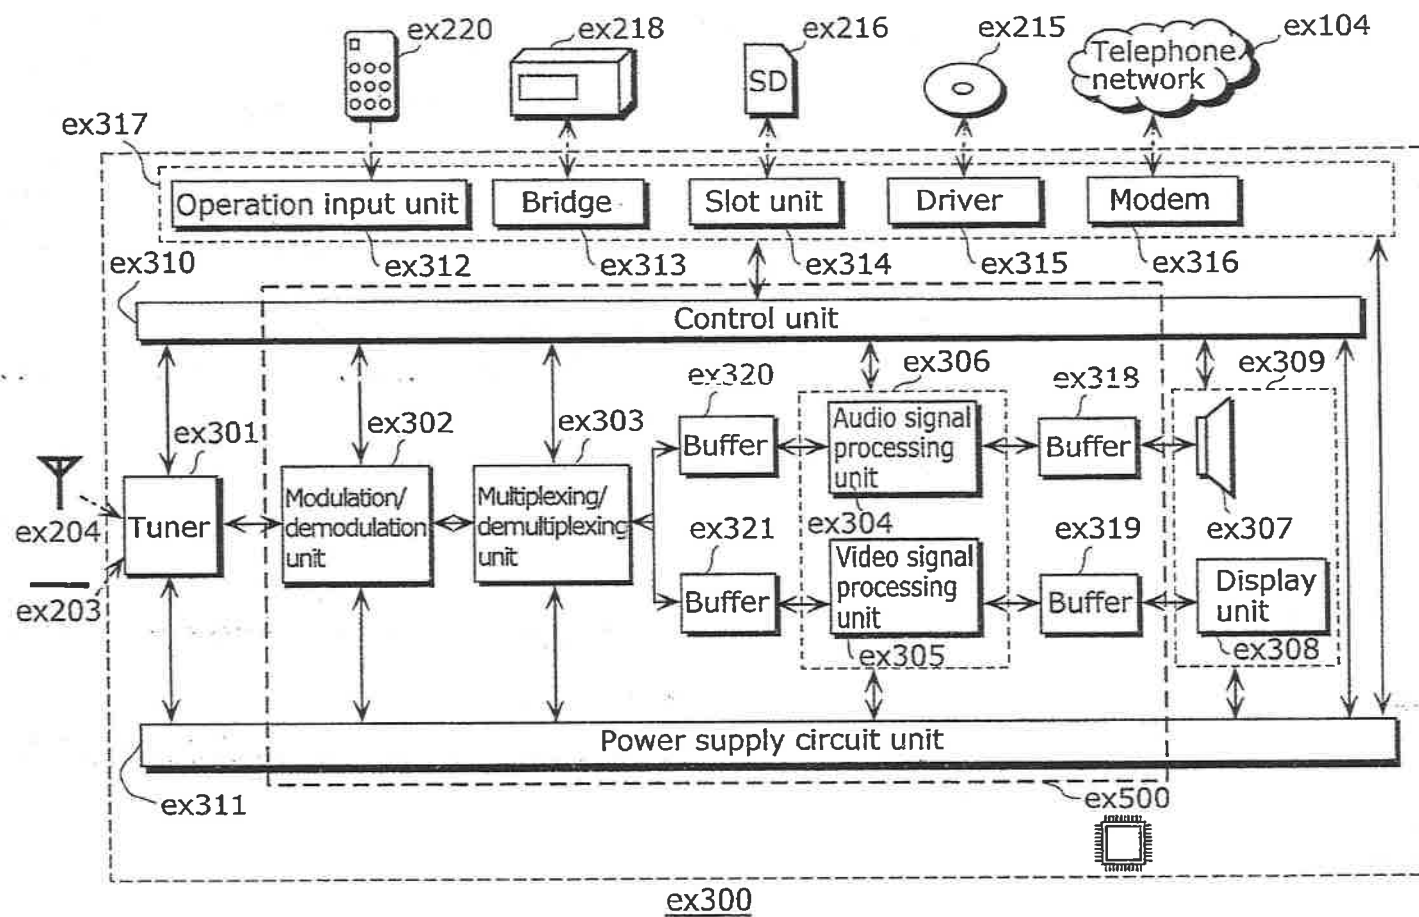 ex220
ex218
ex216
ex215
ex104
SD
Telephone
network
ex317
Operation input unit
Bridge
Slot unit
Driver
Modem
ex310
ex312
ex313
ex314
ex315
ex316
Control unit
ex320
ex306
ex318
ex309
ex301
ex302
ex303
Buffer
Audio signal
processing
unit
Buffer
ex204
Tuner
Modulation/
demodulation
unit
Multiplexing/
demultiplexing
unit
ex321
ex304
ex319
ex307
ex203
Buffer
Video signal
processing
unit
Buffer
Display
unit
ex305
ex308
Power supply circuit unit
ex311
ex500
ex300